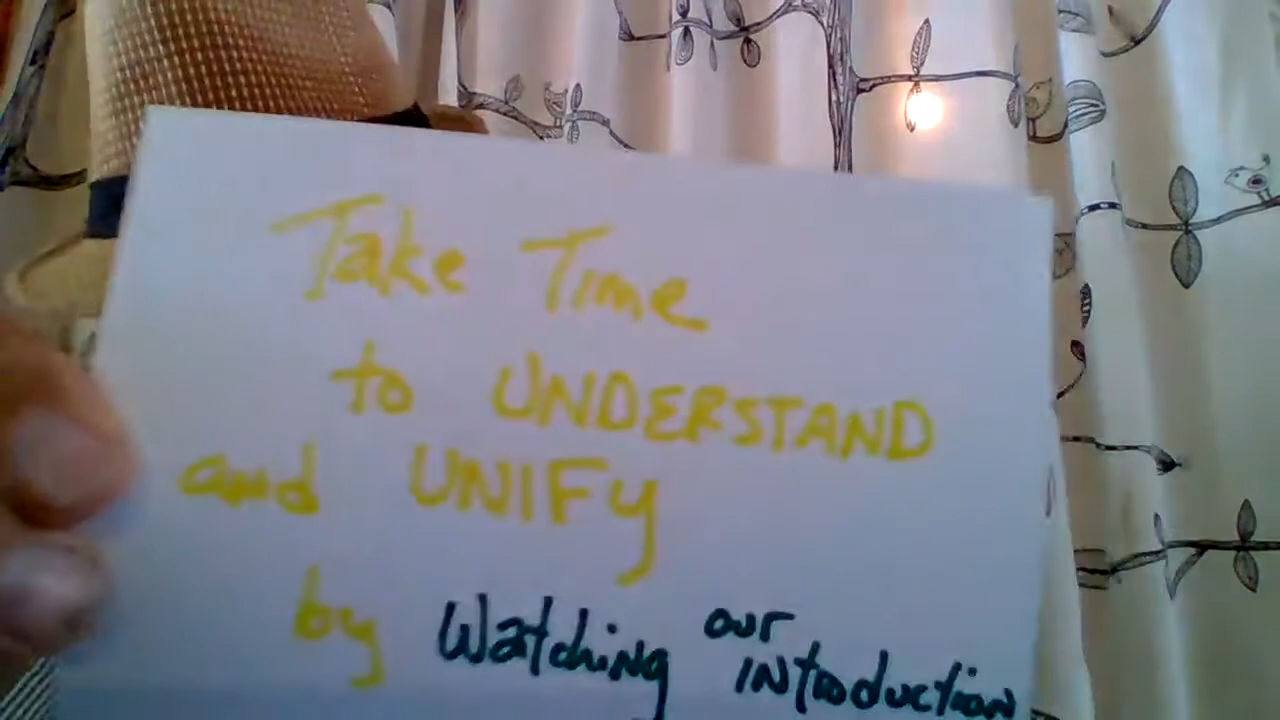 Take Time
to UNDERSTAND
and UNIFY
by Watching our
introduction